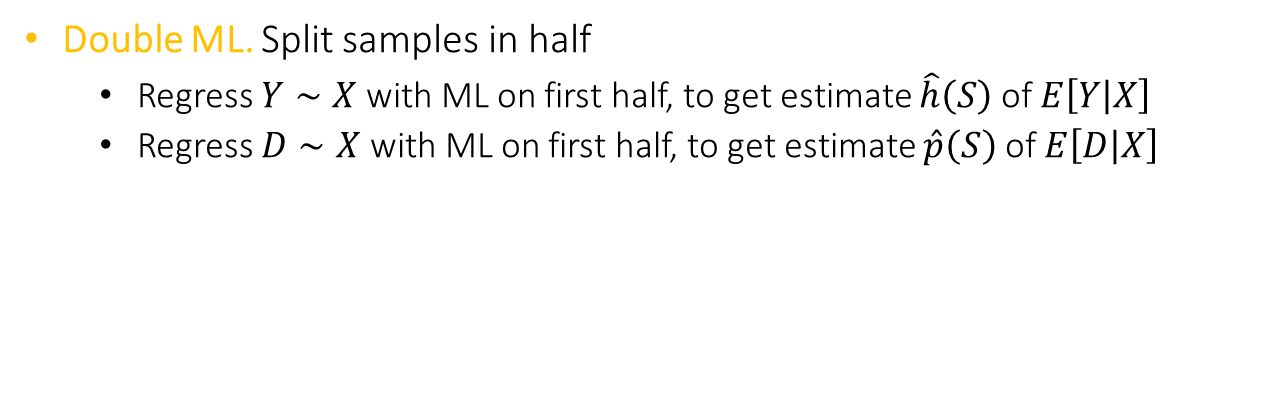 • Double ML. Split samples in half
• Regress Y ~ X with ML on first half, to get estimate ĥ(S) of E[Y|X]
• Regress D ~ X with ML on first half, to get estimate p̂(S) of E[D|X]